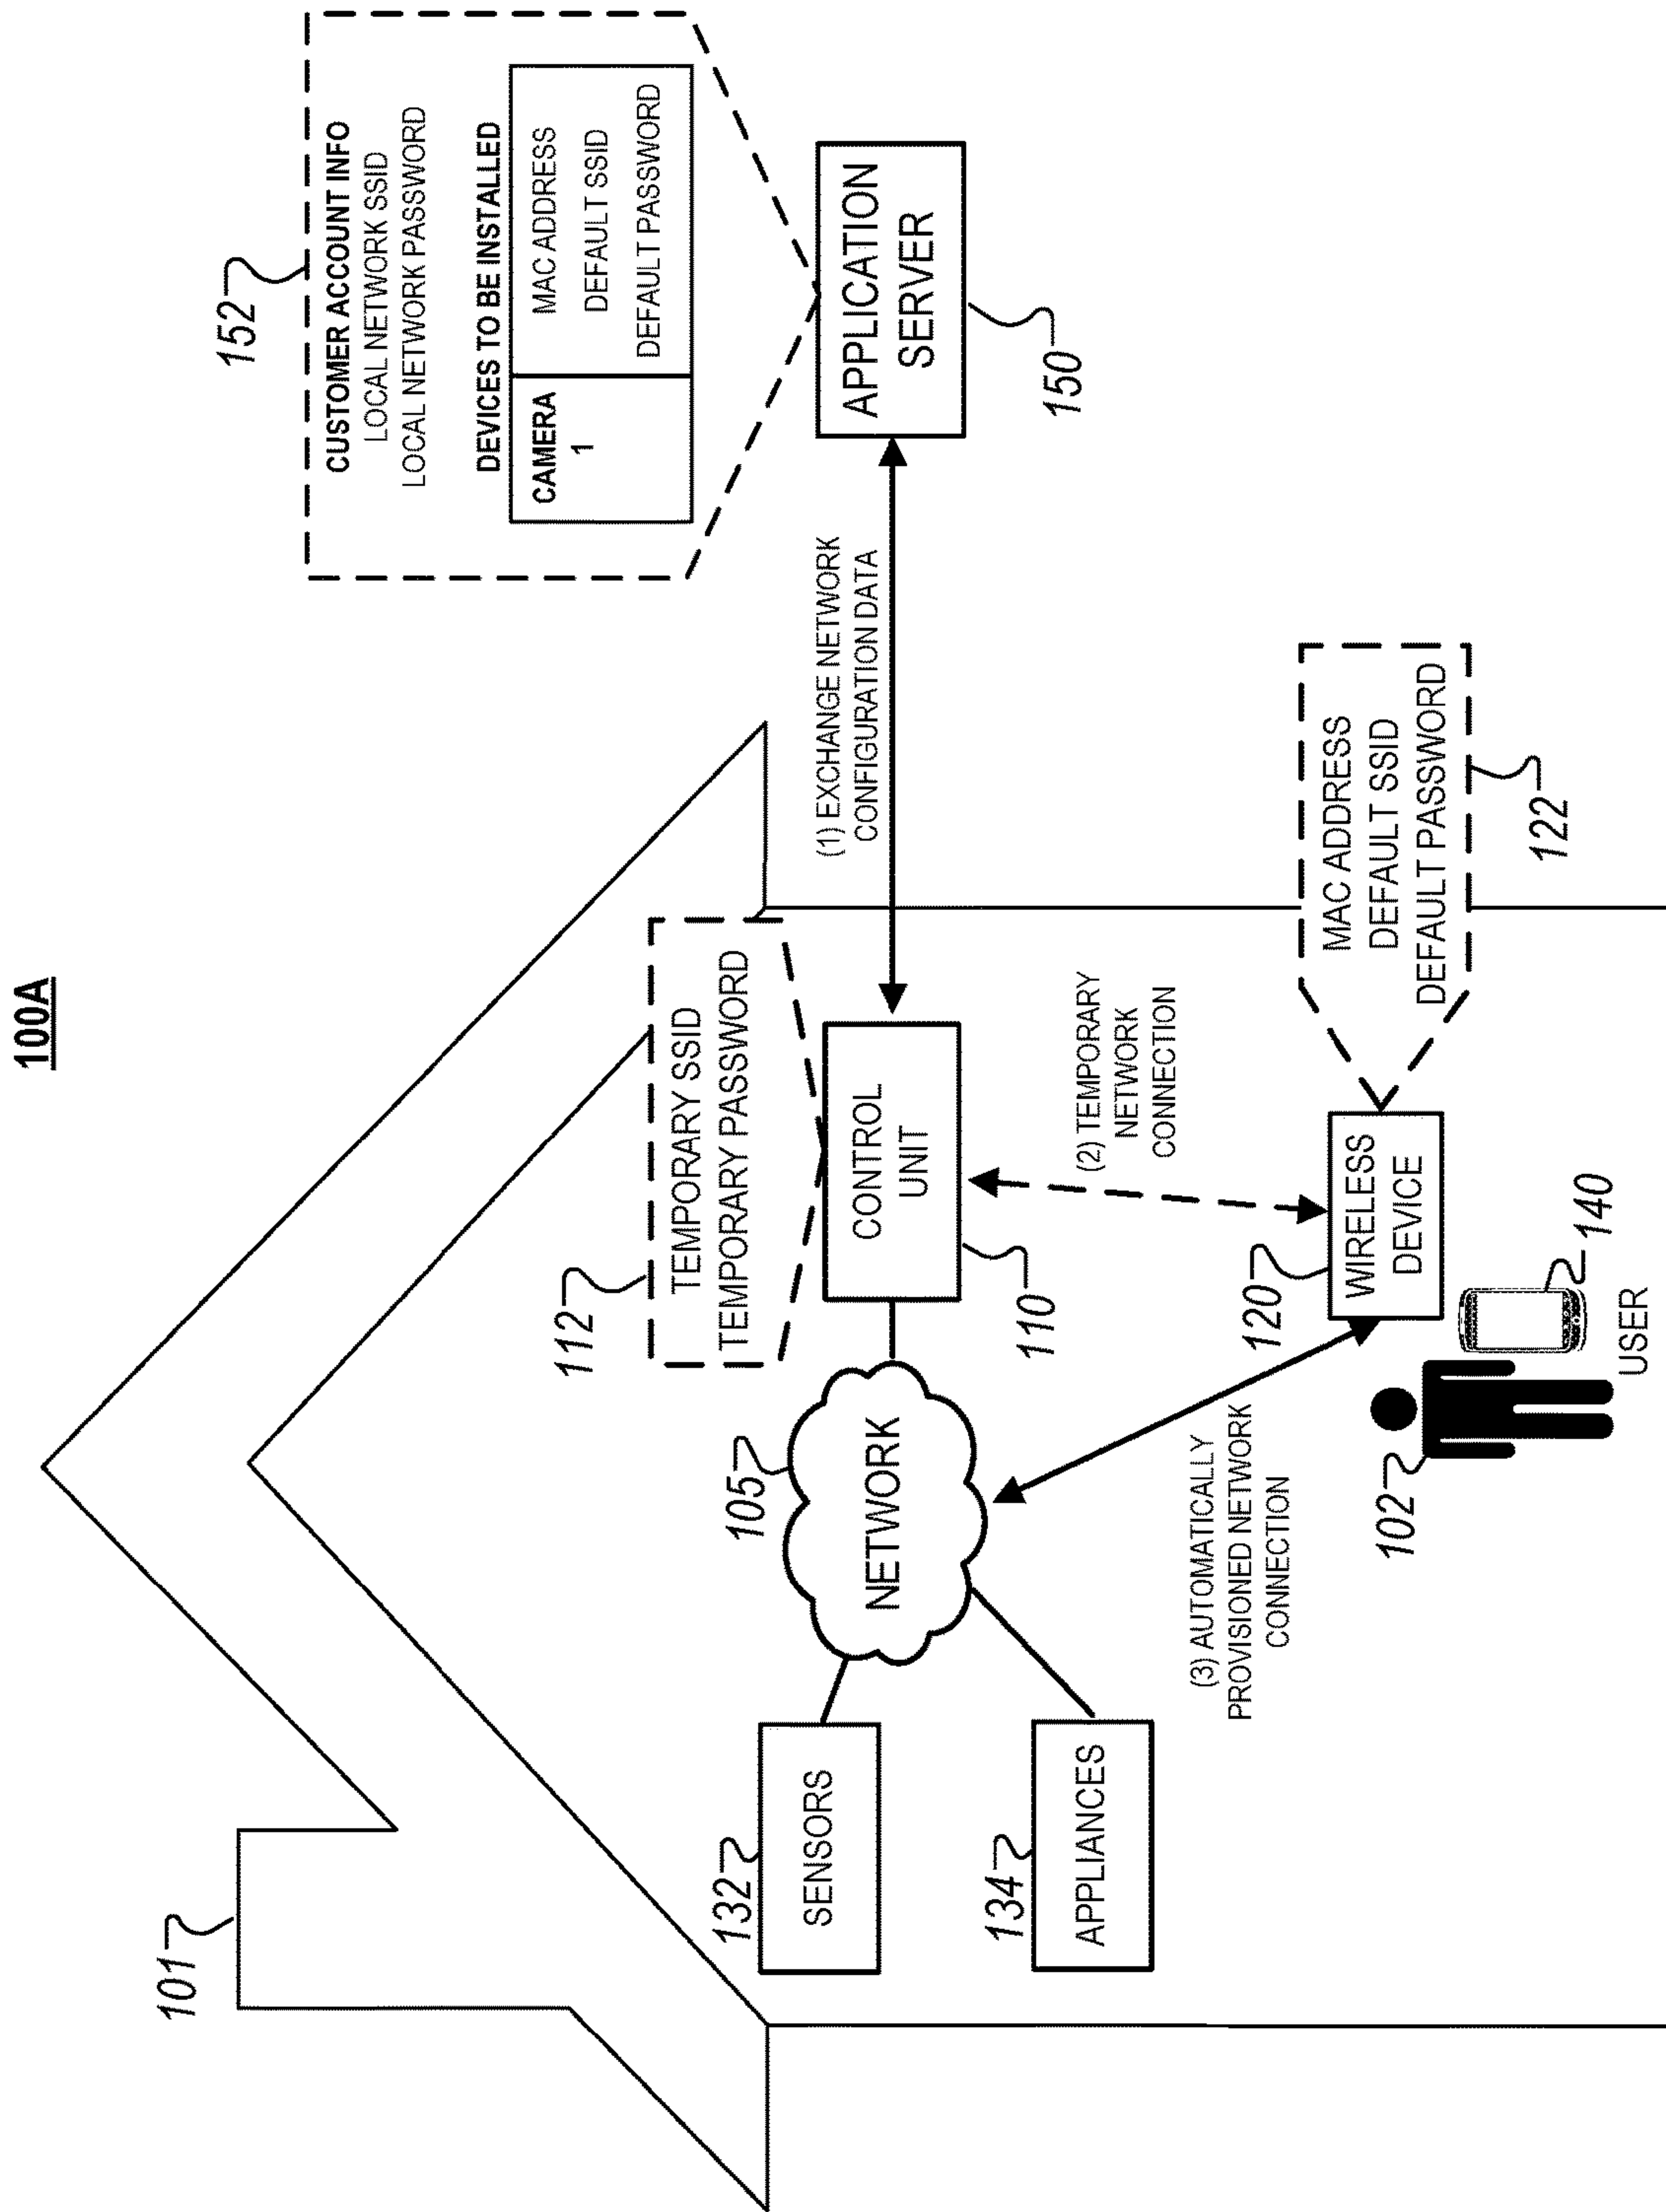 100A
101
152
CUSTOMER ACCOUNT INFO
LOCAL NETWORK SSID
LOCAL NETWORK PASSWORD
DEVICES TO BE INSTALLED
CAMERA
1
MAC ADDRESS
DEFAULT SSID
DEFAULT PASSWORD
APPLICATION
SERVER
150
(1) EXCHANGE NETWORK
CONFIGURATION DATA
112
TEMPORARY SSID
TEMPORARY PASSWORD
CONTROL
UNIT
110
105
NETWORK
132
SENSORS
134
APPLIANCES
(2) TEMPORARY
NETWORK
CONNECTION
(3) AUTOMATICALLY
PROVISIONED NETWORK
CONNECTION
120
WIRELESS
DEVICE
MAC ADDRESS
DEFAULT SSID
DEFAULT PASSWORD
122
102
140
USER